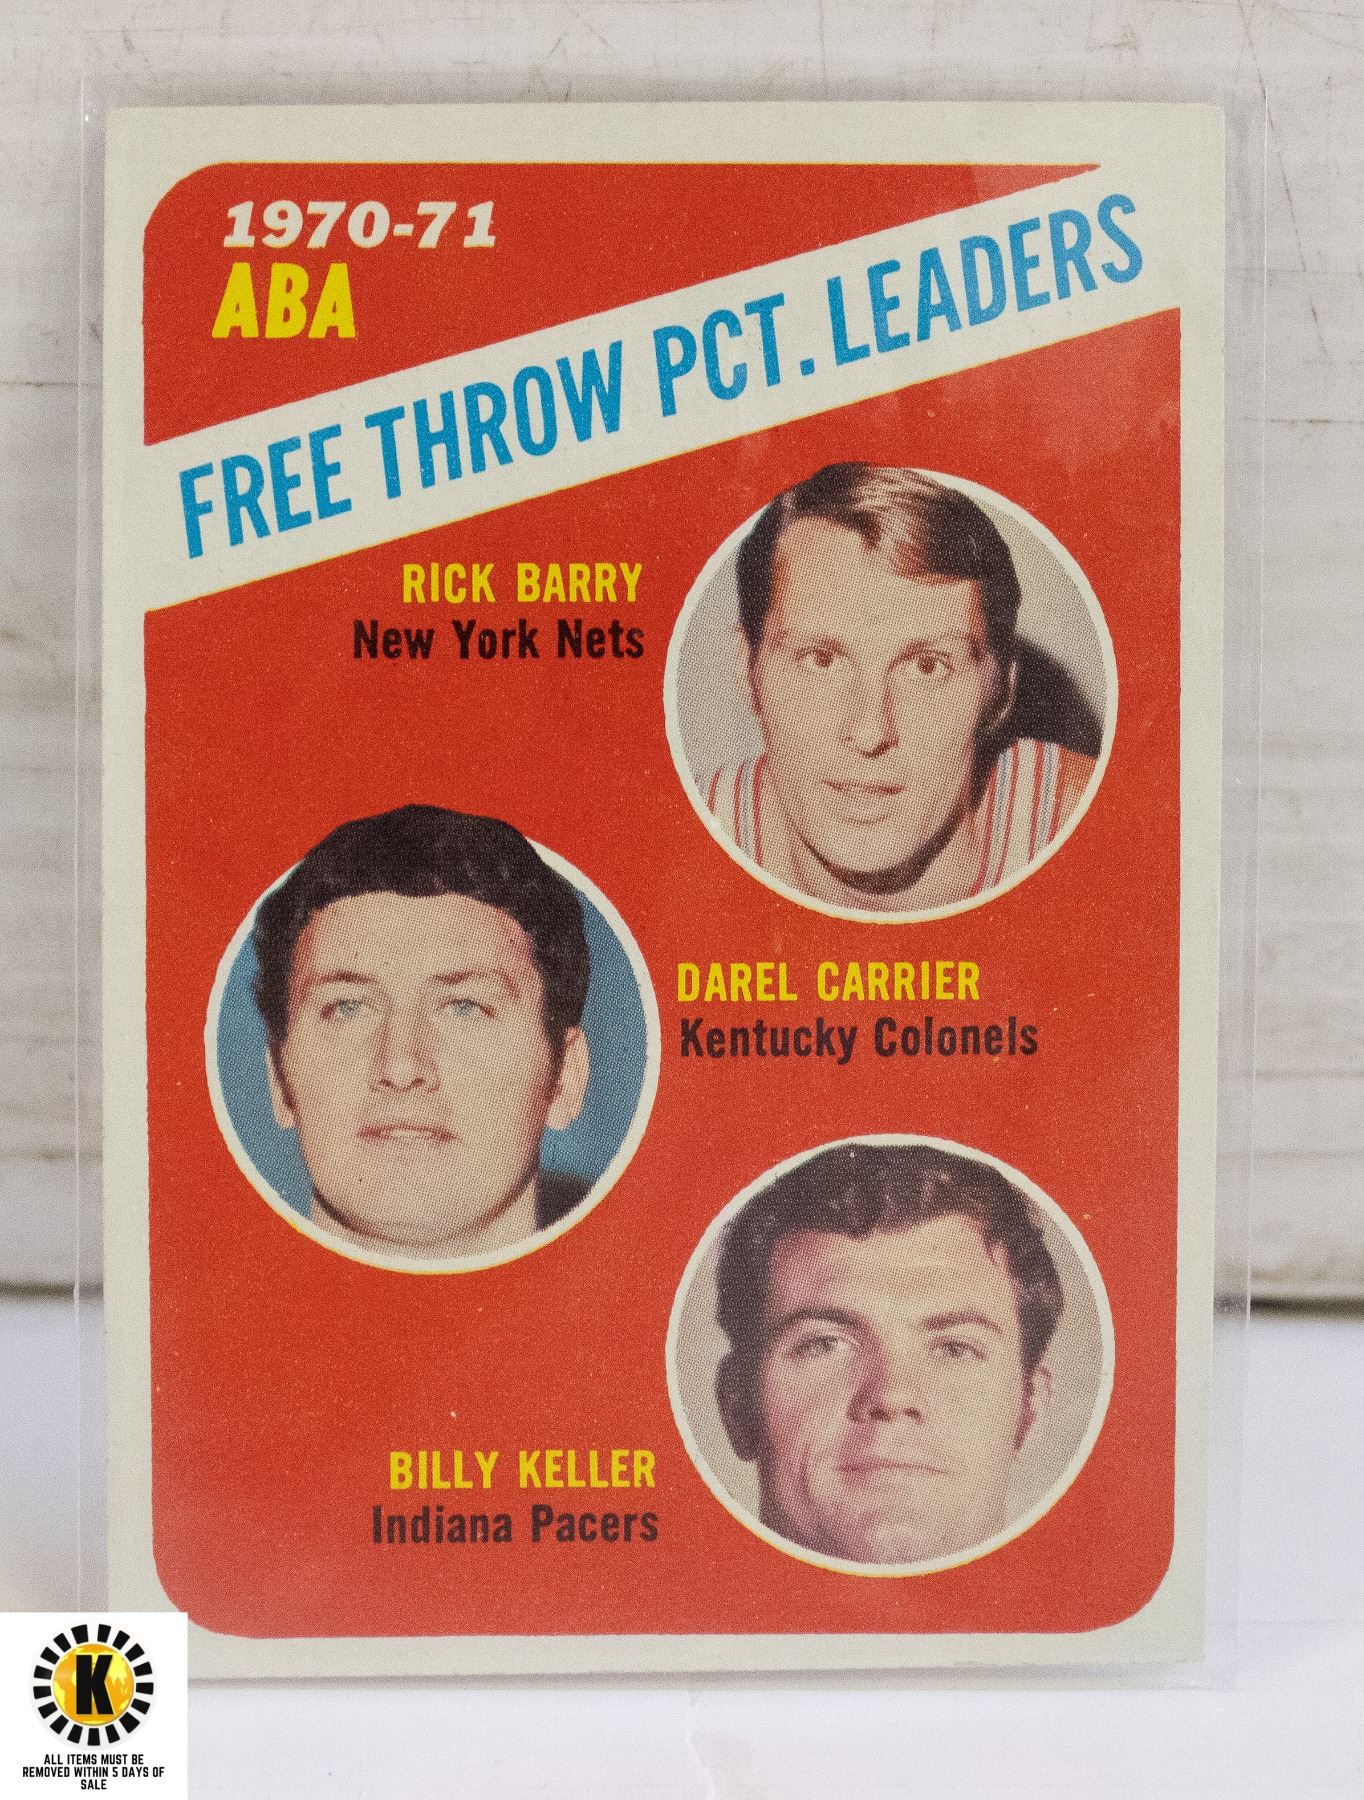 1970-71
ABA
FREE THROW PCT. LEADERS
RICK BARRY
New York Nets
DAREL CARRIER
Kentucky Colonels
BILLY KELLER
Indiana Pacers
K
ALL ITEMS MUST BE
REMOVED WITHIN 5 DAYS OF
SALE